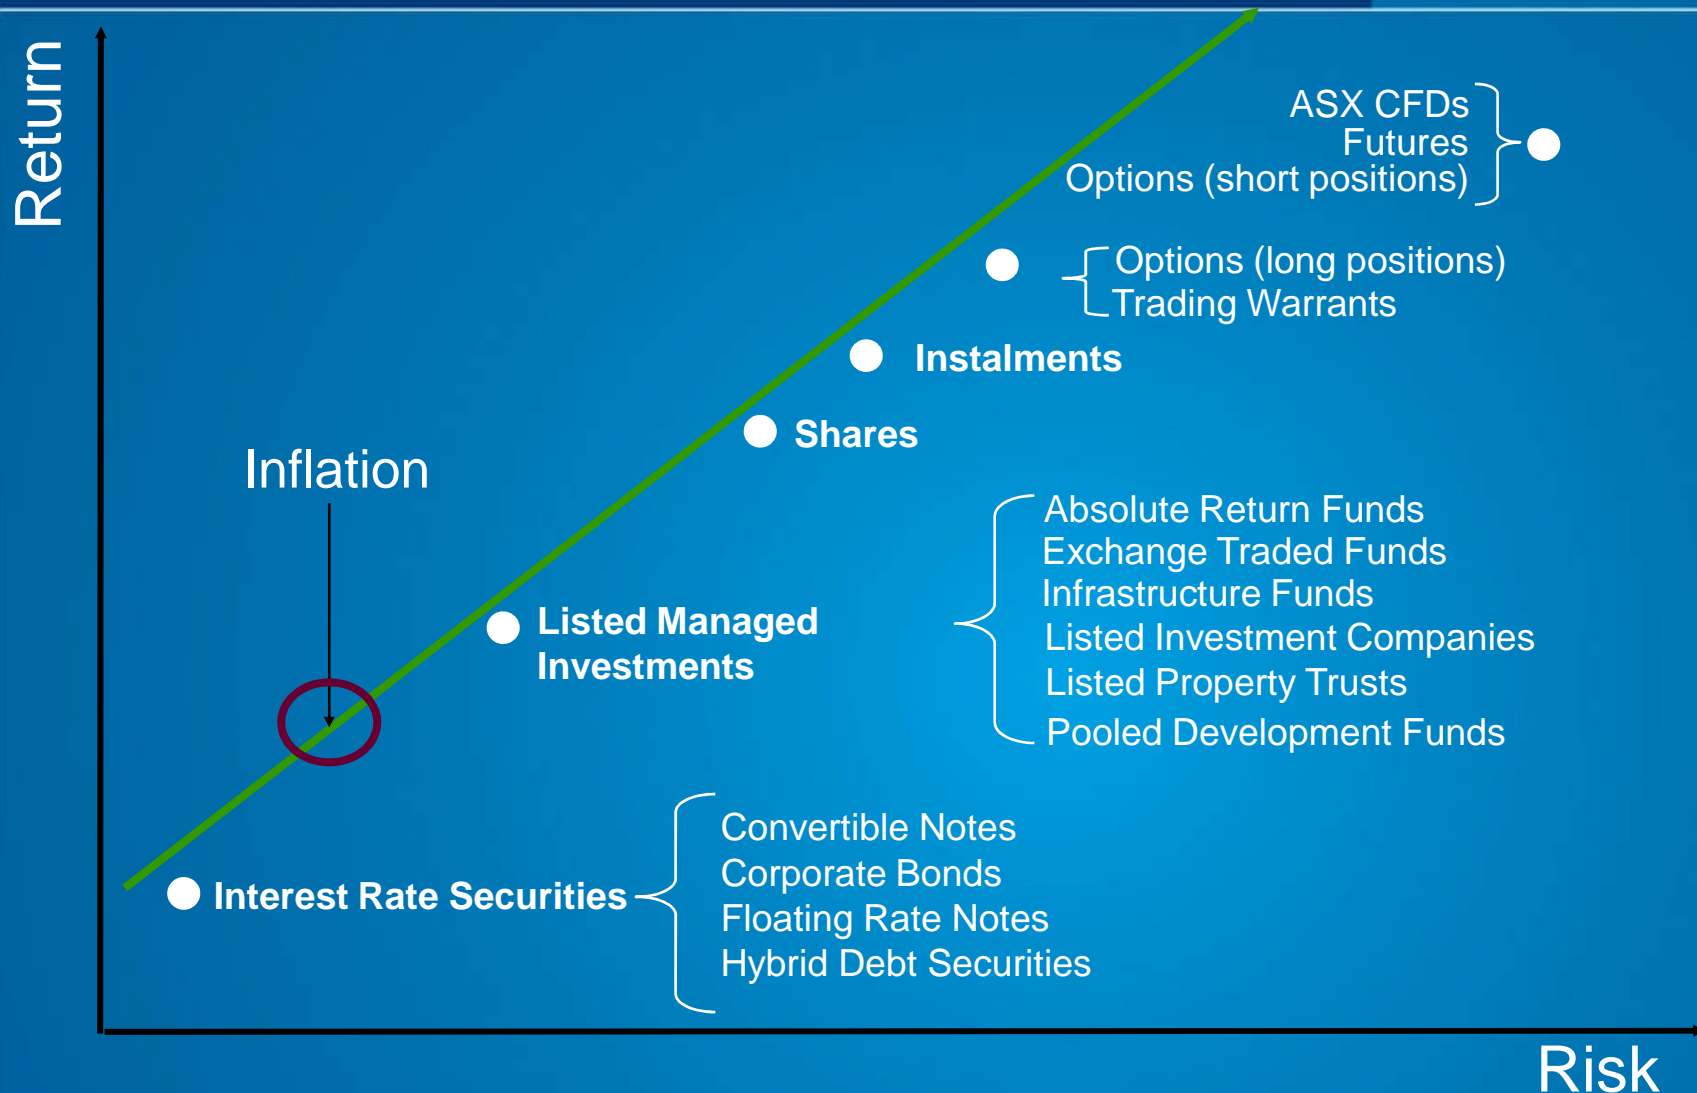 Return
ASX CFDs
Futures
Options (short positions)
Options (long positions)
Trading Warrants
Instalments
Shares
Inflation
Absolute Return Funds
Exchange Traded Funds
Infrastructure Funds
Listed Investment Companies
Listed Property Trusts
Pooled Development Funds
Listed Managed
Investments
Convertible Notes
Corporate Bonds
Floating Rate Notes
Hybrid Debt Securities
Interest Rate Securities
Risk